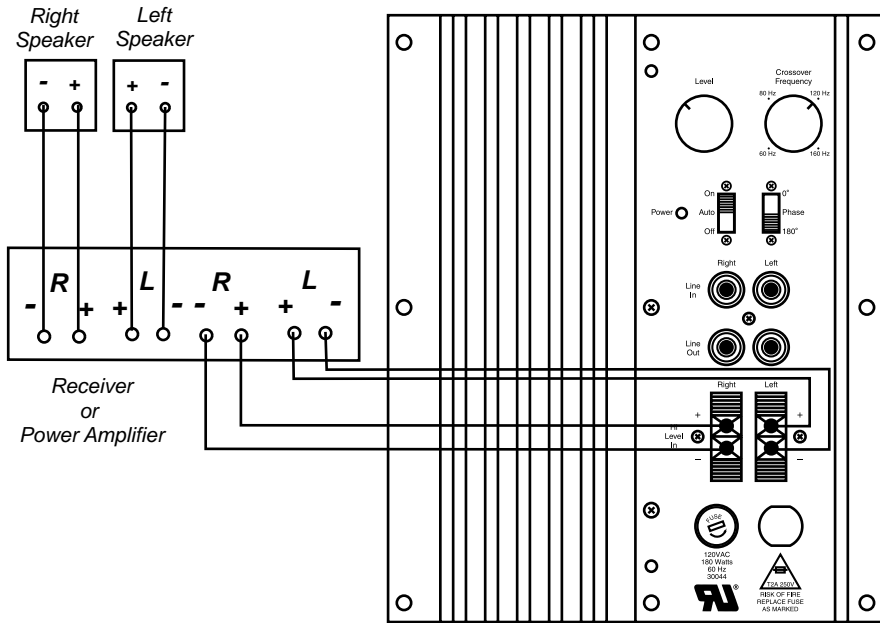 Right
Speaker
Left
Speaker
- +
+ -
R
L
R
L
- + + - - + + -
Receiver
or
Power Amplifier
Level
Crossover
Frequency
80 Hz
120 Hz
60 Hz
160 Hz
On
Auto
Off
Power
0°
Phase
180°
Right
Left
Line
In
Line
Out
Right
Left
+
+
Hi
Level
In
–
–
FUSE
120VAC
180 Watts
60 Hz
30044
T2A 250V
RISK OF FIRE
REPLACE FUSE
AS MARKED